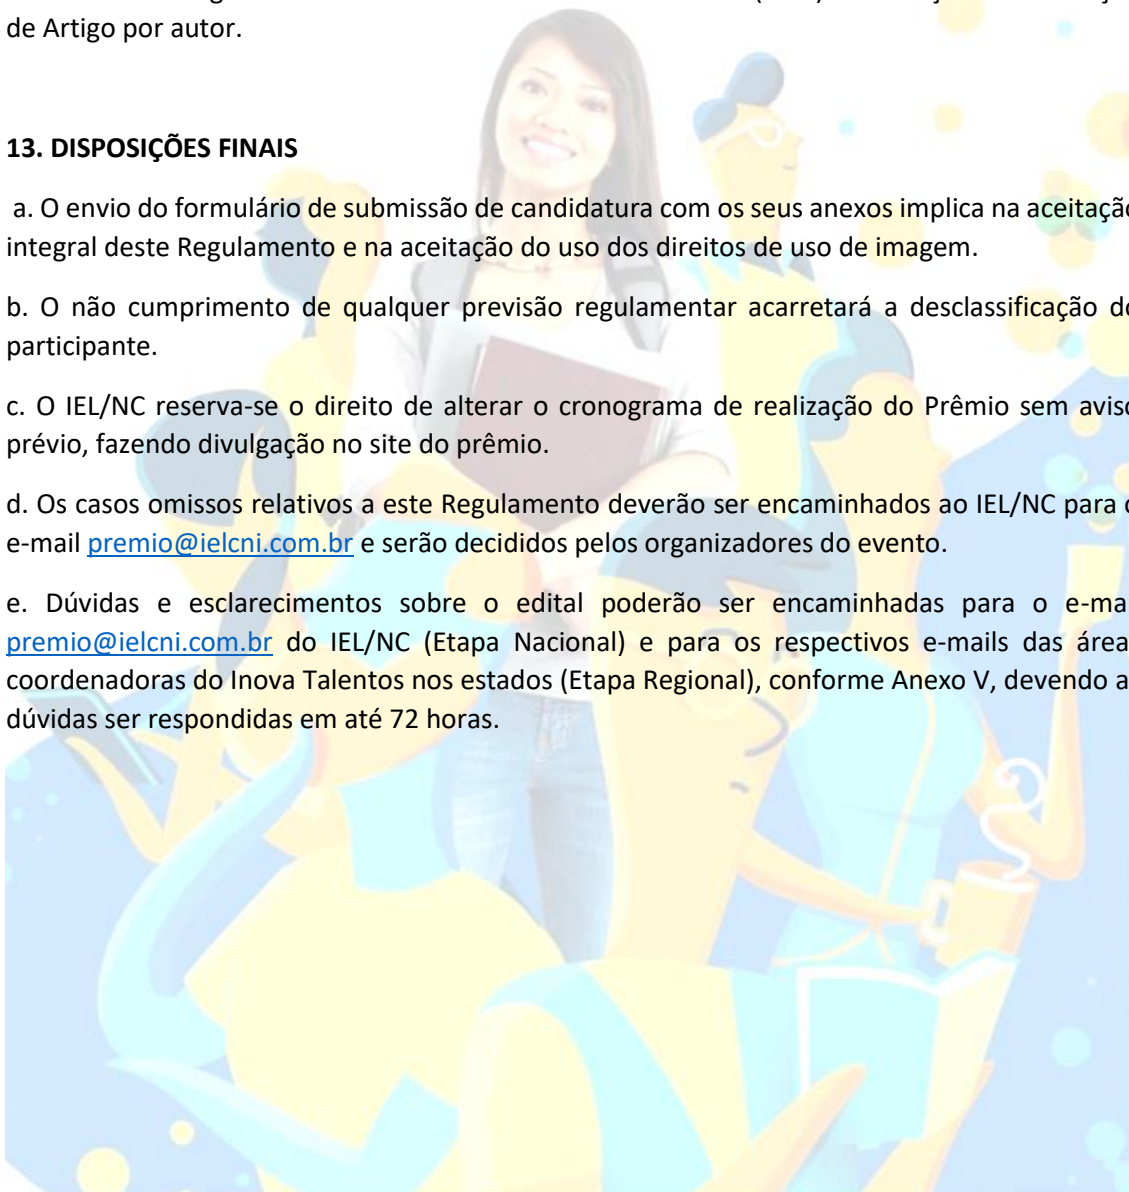 de Artigo por autor.
13. DISPOSIÇÕES FINAIS
a. O envio do formulário de submissão de candidatura com os seus anexos implica na aceitação
integral deste Regulamento e na aceitação do uso dos direitos de uso de imagem.
b. O não cumprimento de qualquer previsão regulamentar acarretará a desclassificação do
participante.
c. O IEL/NC reserva-se o direito de alterar o cronograma de realização do Prêmio sem aviso
prévio, fazendo divulgação no site do prêmio.
d. Os casos omissos relativos a este Regulamento deverão ser encaminhados ao IEL/NC para o
e-mail premio@ielcni.com.br e serão decididos pelos organizadores do evento.
e. Dúvidas e esclarecimentos sobre o edital poderão ser encaminhadas para o e-ma
premio@ielcni.com.br do IEL/NC (Etapa Nacional) e para os respectivos e-mails das área
coordenadoras do Inova Talentos nos estados (Etapa Regional), conforme Anexo V, devendo a
dúvidas ser respondidas em até 72 horas.